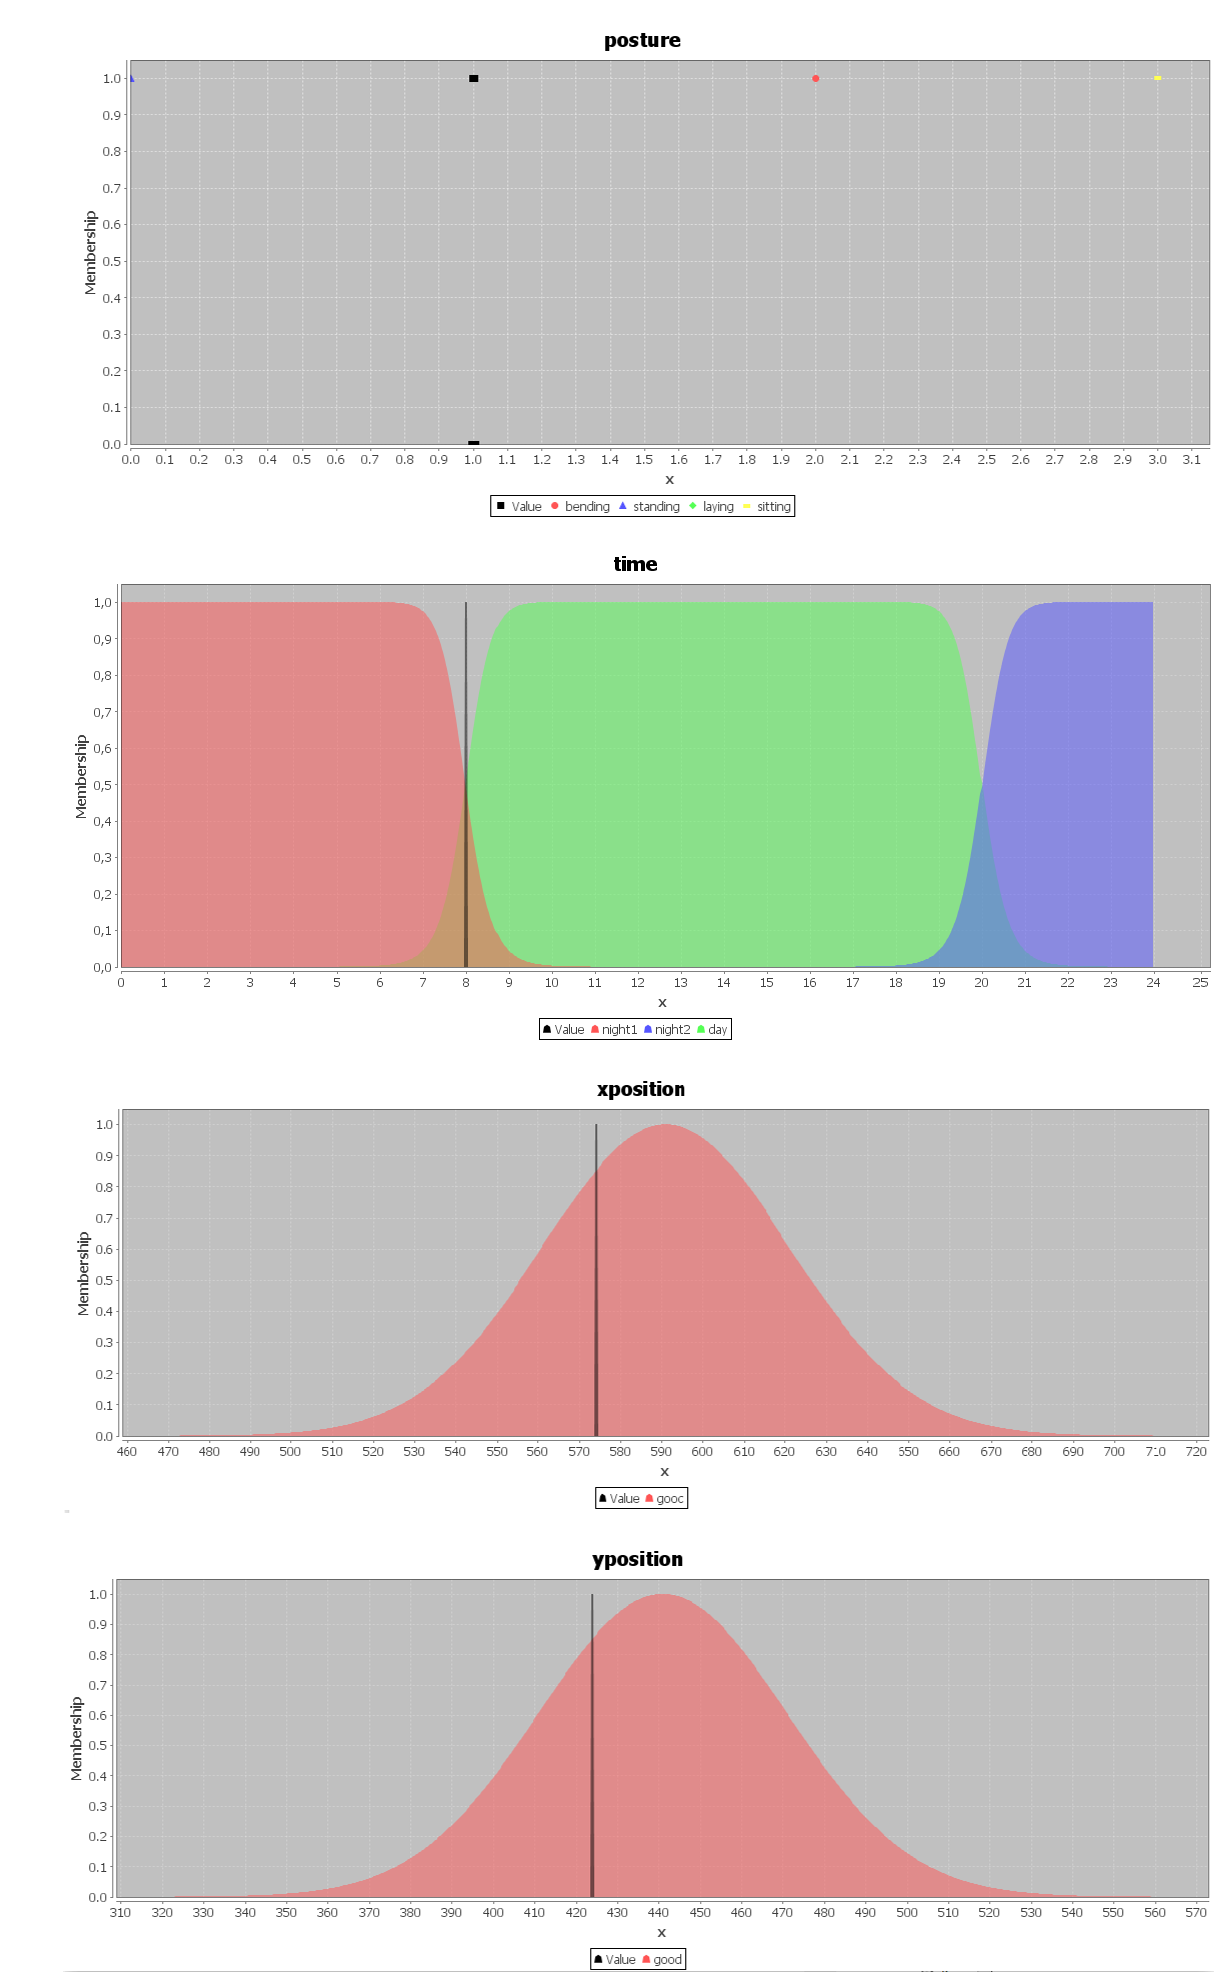 posture
1.0
0.9
0.8
0.7
0.6
0.5
0.4
0.3
0.2
0.1
0.0
Membership
0.0 0.1 0.2 0.3 0.4 0.5 0.6 0.7 0.8 0.9 1.0 1.1 1.2 1.3 1.4 1.5 1.6 1.7 1.8 1.9 2.0 2.1 2.2 2.3 2.4 2.5 2.6 2.7 2.8 2.9 3.0 3.1
x
Value bending standing laying sitting
time
1,0
0,9
0,8
0,7
0,6
0,5
0,4
0,3
0,2
0,1
0,0
Membership
0 1 2 3 4 5 6 7 8 9 10 11 12 13 14 15 16 17 18 19 20 21 22 23 24 25
x
Value night1 night2 day
xposition
1.0
0.9
0.8
0.7
0.6
0.5
0.4
0.3
0.2
0.1
0.0
Membership
460 470 480 490 500 510 520 530 540 550 560 570 580 590 600 610 620 630 640 650 660 670 680 690 700 710 720
x
Value gooc
yposition
1.0
0.9
0.8
0.7
0.6
0.5
0.4
0.3
0.2
0.1
0.0
Membership
310 320 330 340 350 360 370 380 390 400 410 420 430 440 450 460 470 480 490 500 510 520 530 540 550 560 570
x
Value good